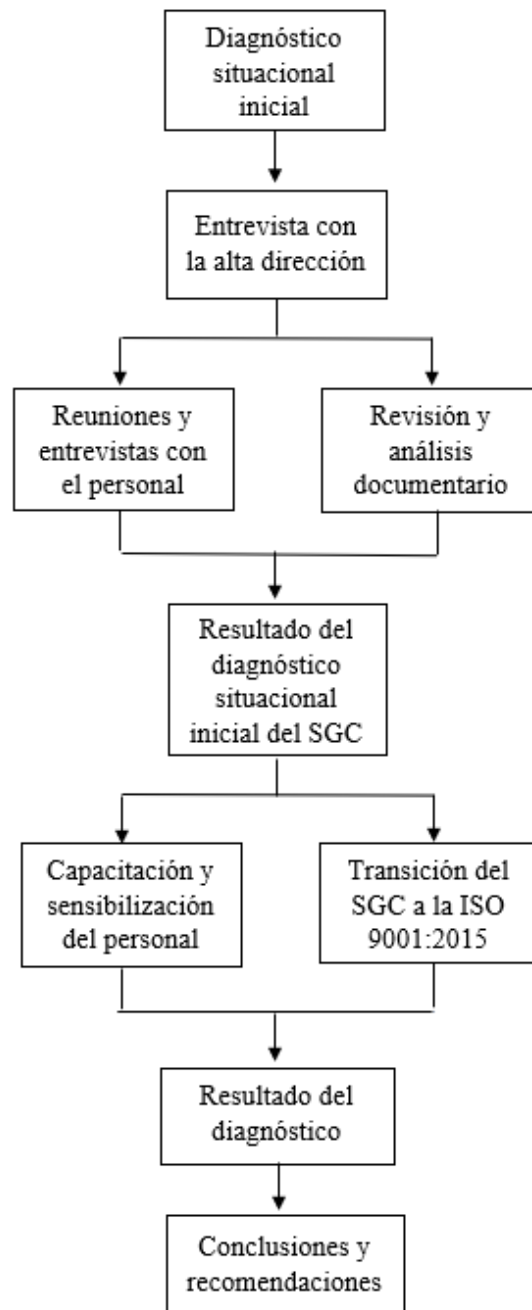 Diagnóstico
situacional
inicial
Entrevista con
la alta dirección
Reuniones y
entrevistas con
el personal
Revisión y
análisis
documentario
Resultado del
diagnóstico
situacional
inicial del SGC
Capacitación y
sensibilización
del personal
Transición del
SGC a la ISO
9001:2015
Resultado del
diagnóstico
Conclusiones y
recomendaciones